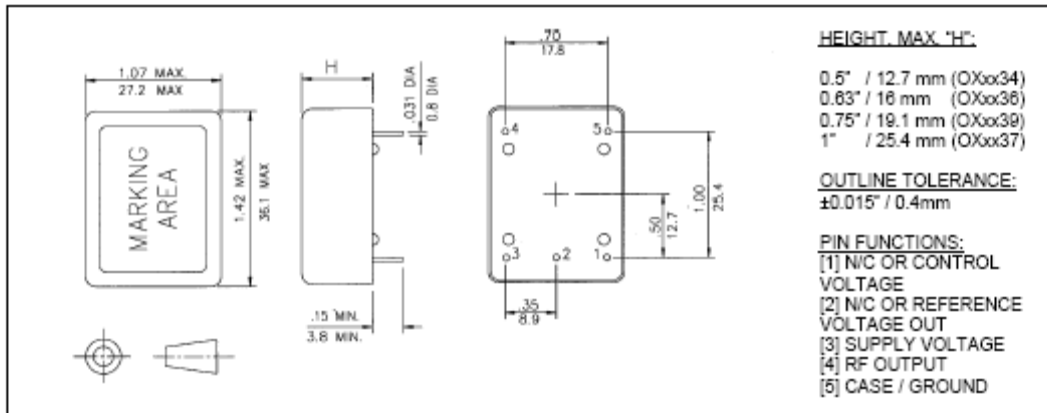 1.07 MAX.
27.2 MAX
MARKING
AREA
1.42 MAX.
36.1 MAX
H
.031 DIA
0.8 DIA
.15 MIN.
3.8 MIN.
.70
17.8
4
5
3
2
1
.50
12.7
1.00
25.4
.35
8.9
HEIGHT. MAX. "H":
0.5" / 12.7 mm (OXxx34)
0.63" / 16 mm (OXxx36)
0.75" / 19.1 mm (OXxx39)
1" / 25.4 mm (OXxx37)
OUTLINE TOLERANCE:
±0.015" / 0.4mm
PIN FUNCTIONS:
[1] N/C OR CONTROL
VOLTAGE
[2] N/C OR REFERENCE
VOLTAGE OUT
[3] SUPPLY VOLTAGE
[4] RF OUTPUT
[5] CASE / GROUND